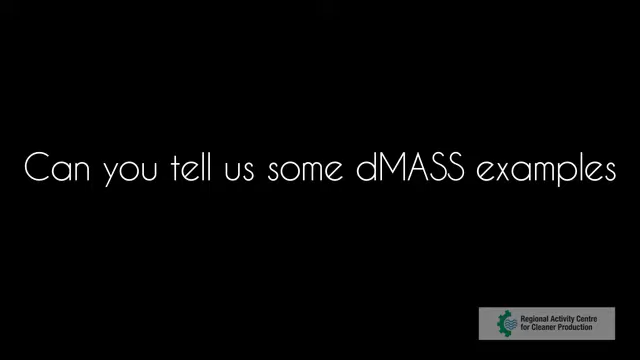 Can you tell us some dMASS examples
Regional Activity Centre
for Cleaner Production